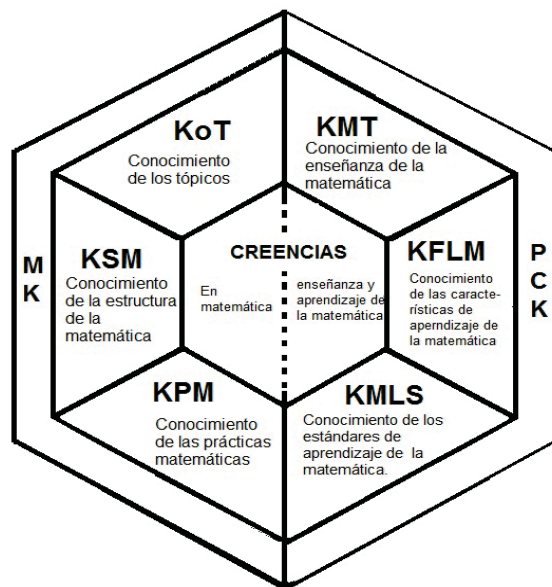 KoT
Conocimiento
de los tópicos
KMT
Conocimiento de la
enseñanza de la
matemática
M
K
KSM
Conocimiento
de la estructura
de la
matemática
CREENCIAS
En
matemática
enseñanza y
aprendizaje de
la matemática
KFLM
Conocimiento
de las caracte-
rísticas de
aperndizaje de
la matemática
P
C
K
KPM
Conocimiento
de las prácticas
matemáticas
KMLS
Conocimiento de los
estándares de
aprendizaje de la
matemática.